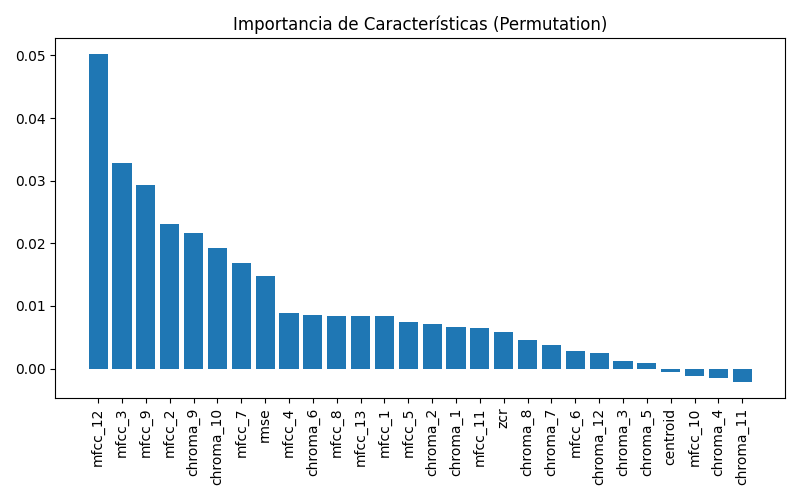 Importancia de Características (Permutation)
0.05
0.04
0.03
0.02
0.01
0.00
mfcc_12
mfcc_3
mfcc_9
mfcc_2
chroma_9
chroma_10
mfcc_7
rmse
mfcc_4
chroma_6
mfcc_8
mfcc_13
mfcc_1
mfcc_5
chroma_2
chroma_1
mfcc_11
zcr
chroma_8
chroma_7
mfcc_6
chroma_12
chroma_3
chroma_5
centroid
mfcc_10
chroma_4
chroma_11